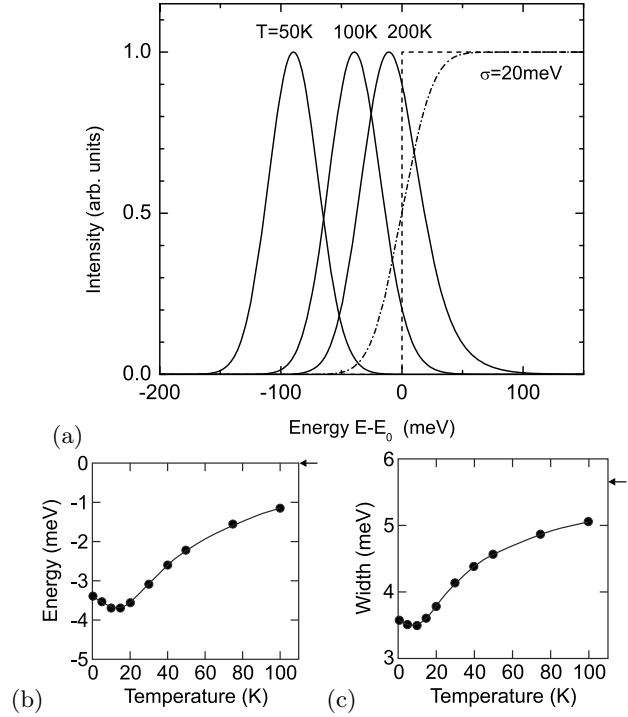 T=50K 100K 200K
σ=20meV
1.0
0.5
0.0
Intensity (arb. units)
-200 -100 0 100
Energy E-E₀ (meV)
(a)
0
-1
-2
-3
-4
-5
Energy (meV)
0 20 40 60 80 100
Temperature (K)
(b)
6
5
4
3
Width (meV)
0 20 40 60 80 100
Temperature (K)
(c)